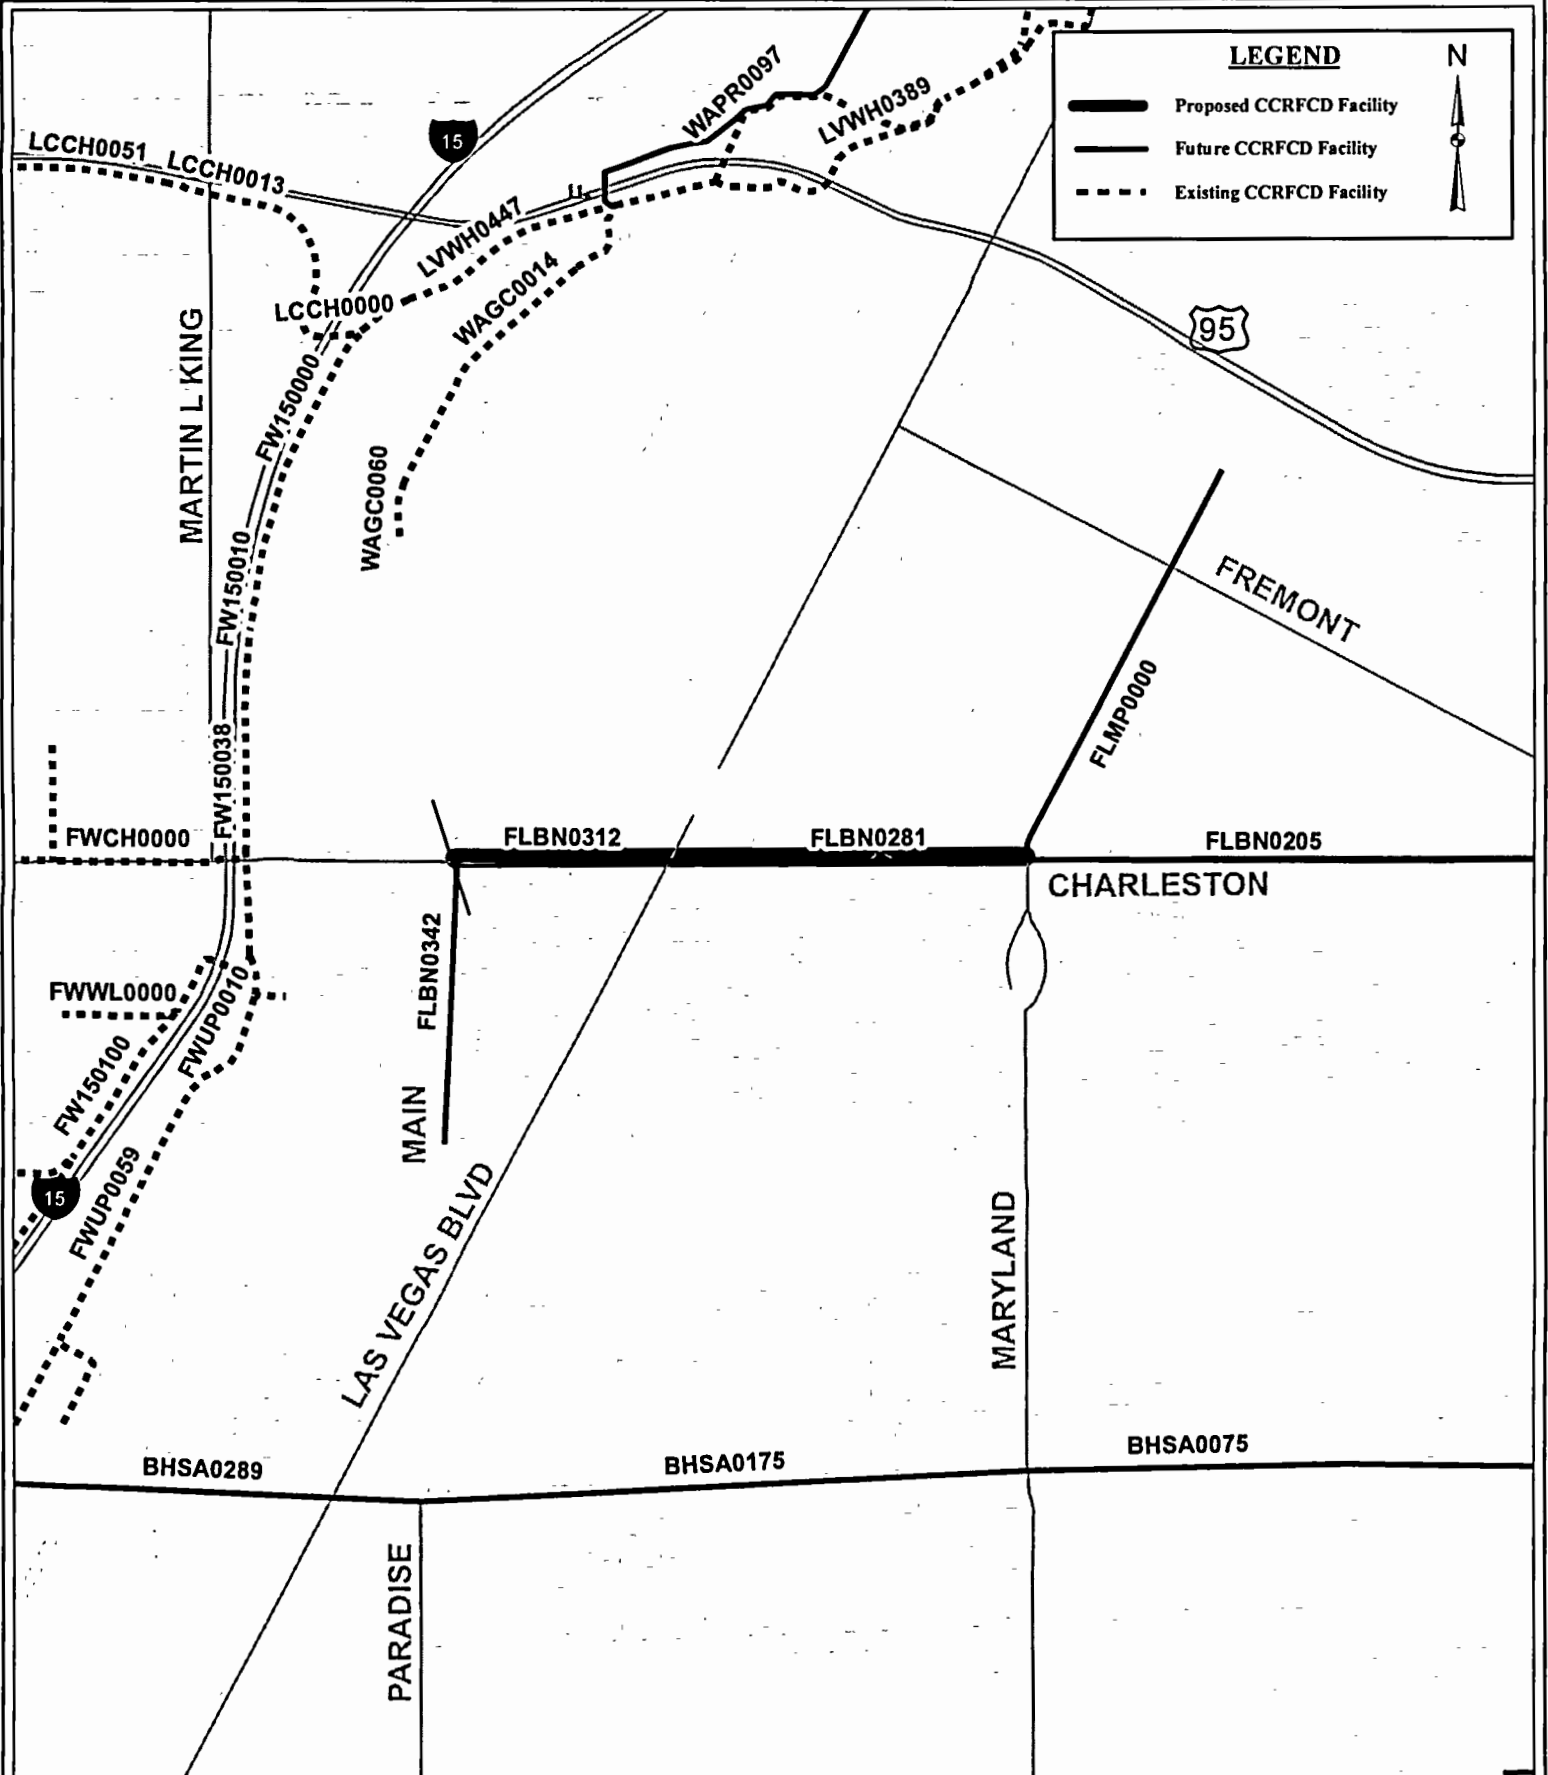 LEGEND
N
Proposed CCRFCD Facility
Future CCRFCD Facility
Existing CCRFCD Facility
WAPR0097
LVWH0389
15
LCCH0051
LCCH0013
LVWH0447
WAGC0014
LCCH0000
95
MARTIN L KING
FW150000
WAGC0060
FW150010
FREMONT
FLMP0000
FW150038
FWCH0000
FLBN0312
FLBN0281
FLBN0205
CHARLESTON
FLBN0342
FWWL0000
FWUP0010
FW150100
MAIN
15
FWUP0059
LAS VEGAS BLVD
MARYLAND
BHSA0289
BHSA0175
BHSA0075
PARADISE